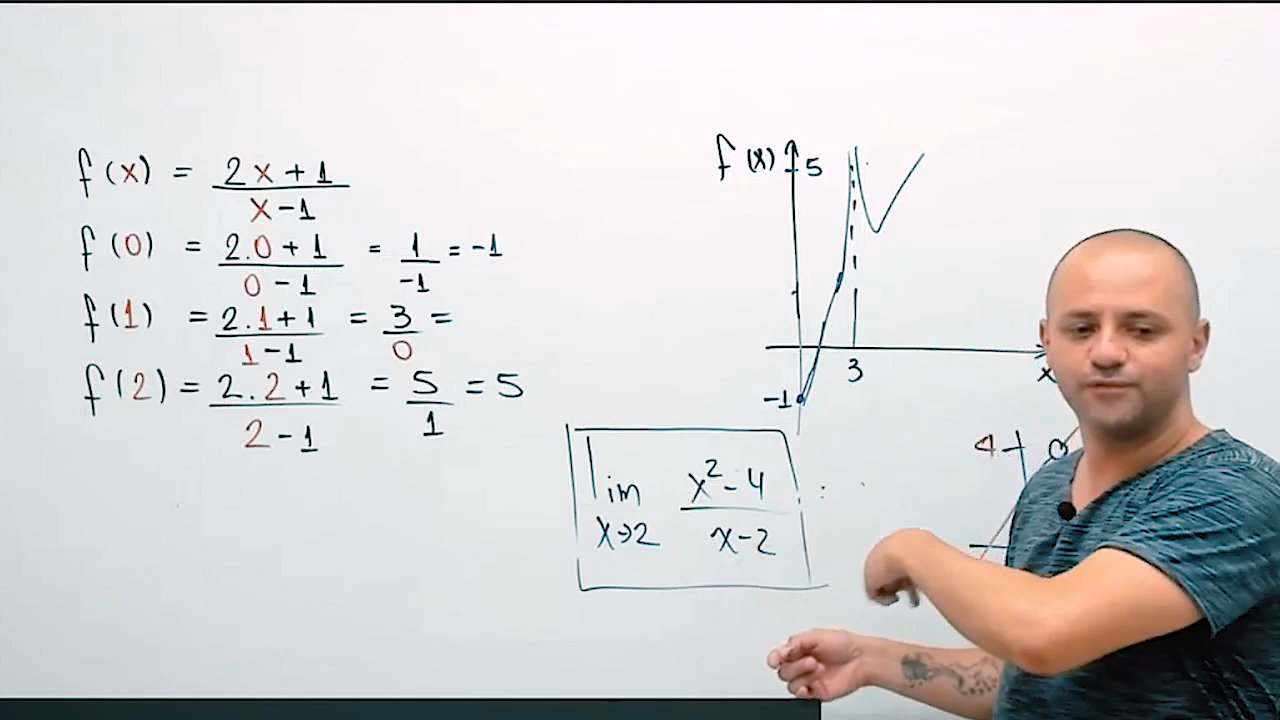 f(x) = 2x+1 / x-1
f(0) = 2.0+1 / 0-1 = 1 / -1 = -1
f(1) = 2.1+1 / 1-1 = 3 / 0 =
f(2) = 2.2+1 / 2-1 = 5 / 1 = 5
f(x) 5
3
x
-1
4
lim x→2 x²-4 / x-2